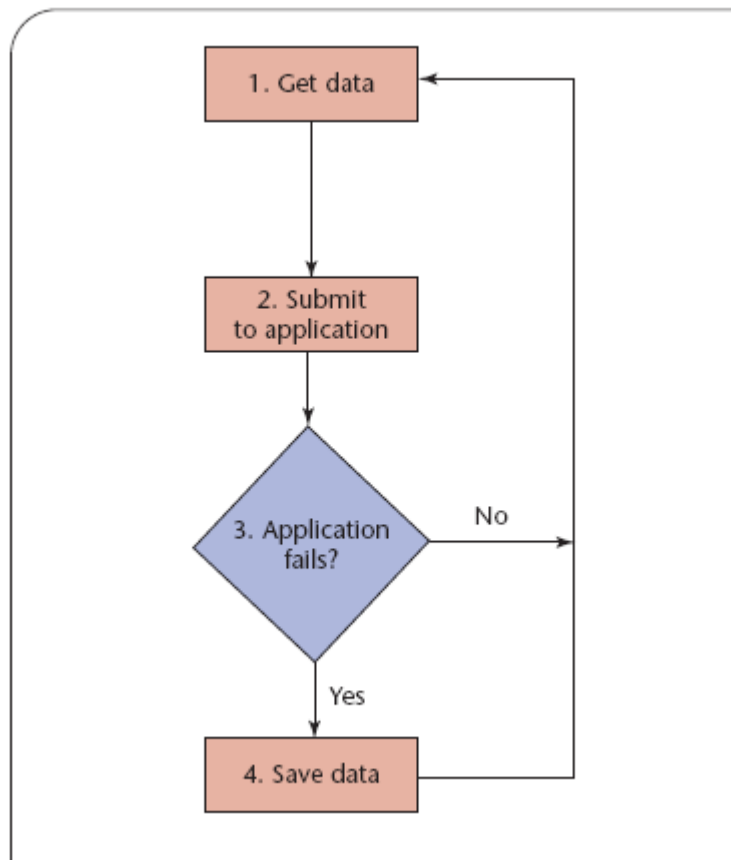 1. Get data
2. Submit
to application
3. Application
fails?
No
Yes
4. Save data